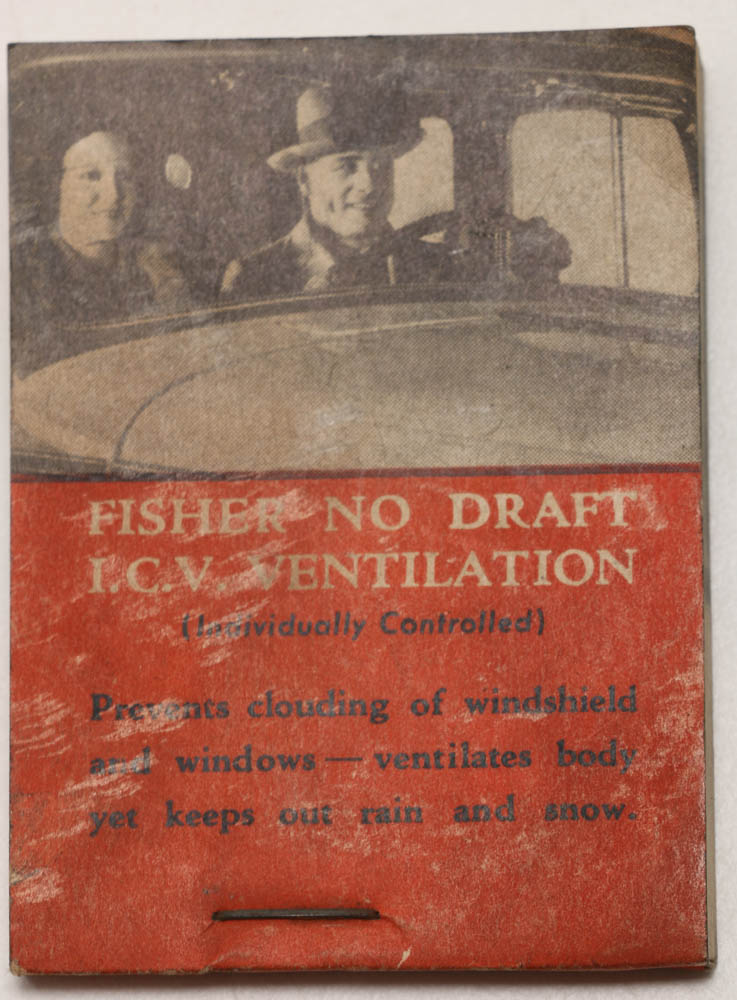 FISHER NO DRAFT
I.C.V. VENTILATION
(Individually Controlled)
Prevents clouding of windshield
and windows — ventilates body
yet keeps out rain and snow.